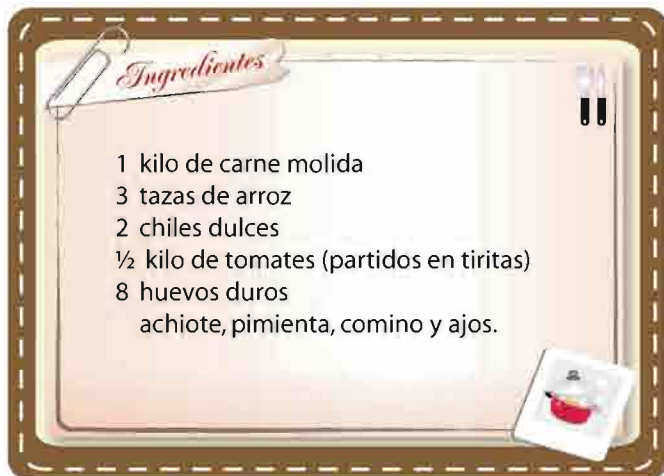 Ingredientes
1 kilo de carne molida
3 tazas de arroz
2 chiles dulces
½ kilo de tomates (partidos en tiritas)
8 huevos duros
achiote, pimienta, comino y ajos.